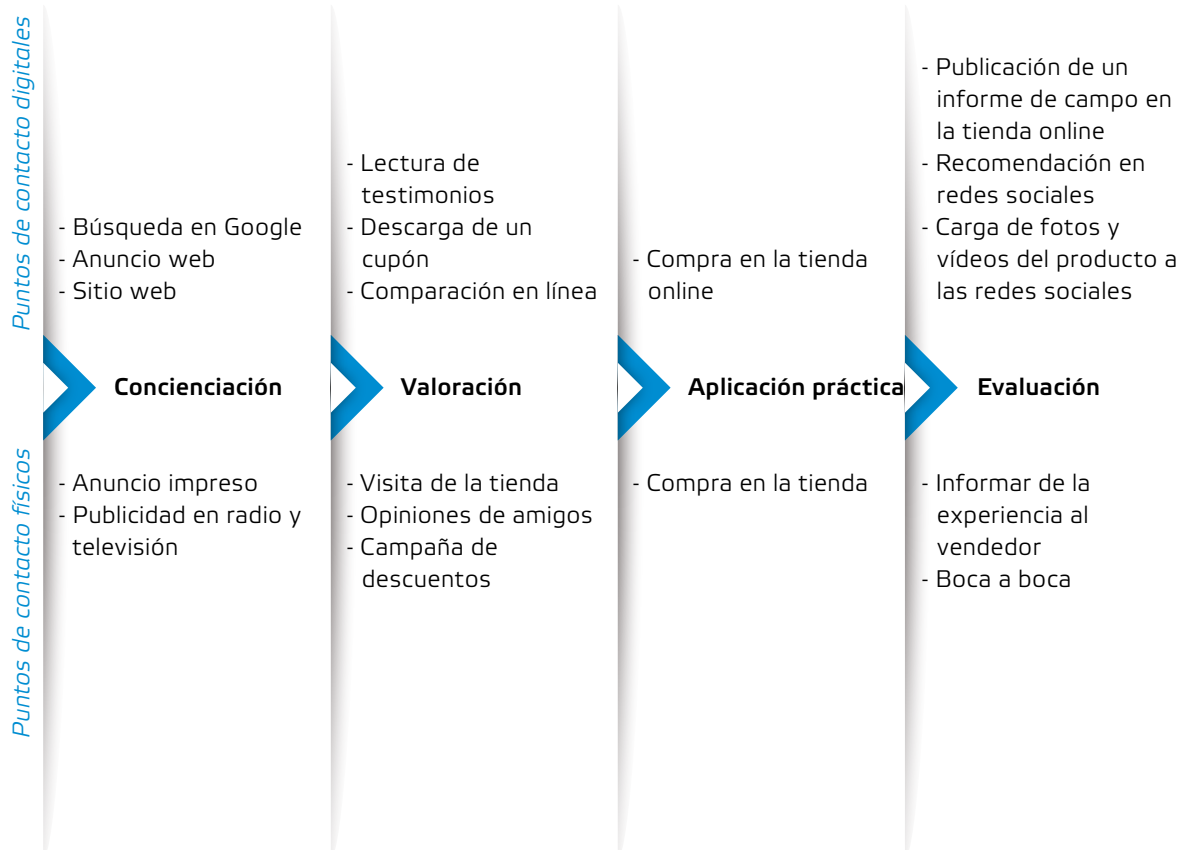 Puntos de contacto digitales
- Búsqueda en Google
- Anuncio web
- Sitio web
- Lectura de
testimonios
- Descarga de un
cupón
- Comparación en línea
- Compra en la tienda
online
- Publicación de un
informe de campo en
la tienda online
- Recomendación en
redes sociales
- Carga de fotos y
vídeos del producto a
las redes sociales
Concienciación
Valoración
Aplicación práctica
Evaluación
Puntos de contacto físicos
- Anuncio impreso
- Publicidad en radio y
televisión
- Visita de la tienda
- Opiniones de amigos
- Campaña de
descuentos
- Compra en la tienda
- Informar de la
experiencia al
vendedor
- Boca a boca